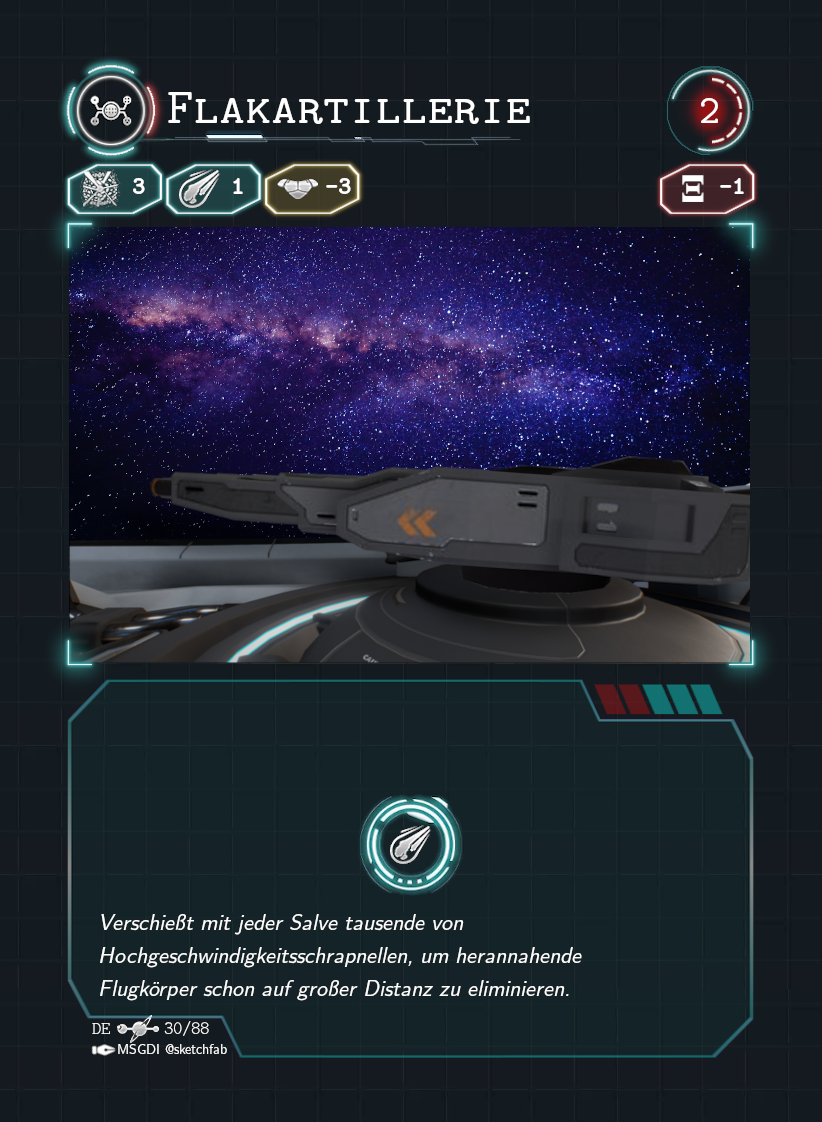 FLAKARTILLERIE
2
3
1
-3
-1
Verschießt mit jeder Salve tausende von
Hochgeschwindigkeitsschrapnellen, um herannahende
Flugkörper schon auf großer Distanz zu eliminieren.
DE 30/88
MSGDI @sketchfab